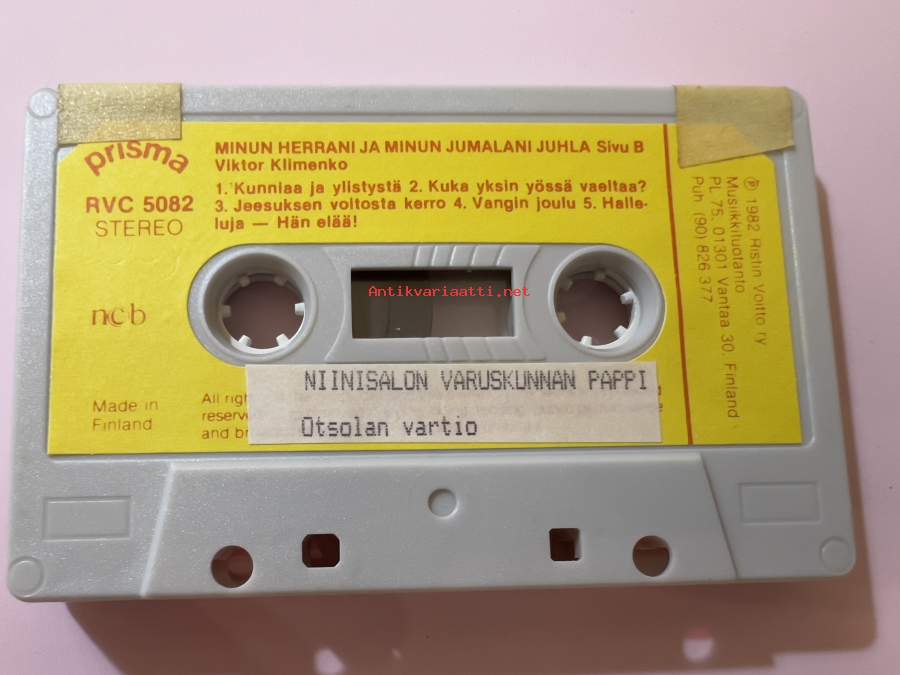 prisma
RVC 5082
STEREO
ncb
Made in
Finland
MINUN HERRANI JA MINUN JUMALANI JUHLA Sivu B
Viktor Klimenko
1. Kunniaa ja ylistystä 2. Kuka yksin yössä vaeltaa?
3. Jeesuksen voitosta kerro 4. Vangin joulu 5. Halle-
luja — Hän elää!
Antikvariaatti.net
All
reserve
and
NIINISALON VARUSKUNNAN PAPPI
Otsolan vartio
℗ 1982 Ristin Voitto ry
Musiikkituotanto
PL 75, 01301 Vantaa 30, Finland
Puh. (90) 826 377